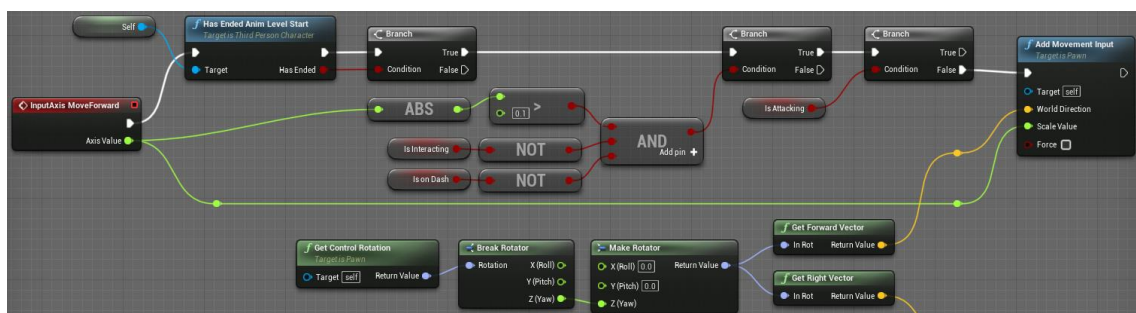 Self
Has Ended Anim Level Start
Target is Third Person Character
Target
Has Ended
Branch
True
Condition
False
Branch
True
Condition
False
Branch
True
Condition
False
Add Movement Input
Target is Pawn
Target self
World Direction
Scale Value
Force
InputAxis MoveForward
Axis Value
ABS
0.1 >
Is Attacking
Is Interacting
NOT
AND
Add pin +
Is on Dash
NOT
Get Control Rotation
Target is Pawn
Target self
Return Value
Break Rotator
Rotation
X (Roll)
Y (Pitch)
Z (Yaw)
Make Rotator
X (Roll) 0.0
Return Value
Y (Pitch) 0.0
Z (Yaw)
Get Forward Vector
In Rot
Return Value
Get Right Vector
In Rot
Return Value